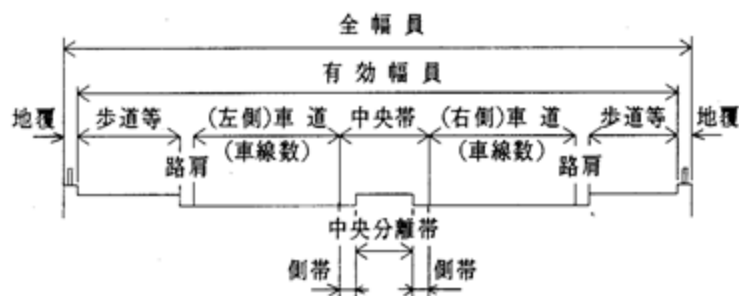 全幅員
有効幅員
地覆 歩道等 (左側)車道 中央帯 (右側)車道 歩道等 地覆
路肩 (車線数) (車線数) 路肩
中央分離帯
側帯 側帯